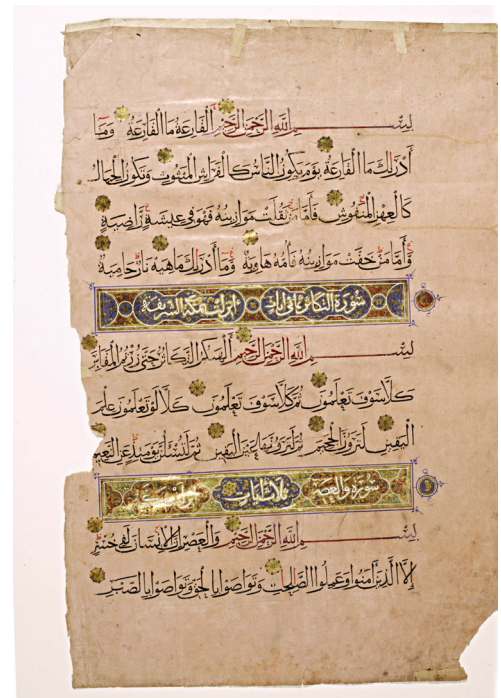 بسم الله الرحمن الرحيم القارعة ما القارعة وما
أدرىك ما القارعة يوم يكون الناس كالفراش المبثوث وتكون الجبال
كالعهن المنفوش فأما من ثقلت موازينه فهو في عيشة راضية
وأما من خفت موازينه فأمه هاوية وما أدرىك ماهيه نار حامية
سورة التكاثر ثماني آيات انزلت بمكة الشريفة
بسم الله الرحمن الرحيم ألهىكم التكاثر حتى زرتم المقابر
كلا سوف تعلمون ثم كلا سوف تعلمون كلا لو تعلمون علم
اليقين لترون الجحيم ثم لترونها عين اليقين ثم لتسئلن يومئذ عن النعيم
سورة والعصر ثلاث آيات
بسم الله الرحمن الرحيم والعصر إن الإنسان لفي خسر
إلا الذين آمنوا وعملوا الصالحات وتواصوا بالحق وتواصوا بالصبر